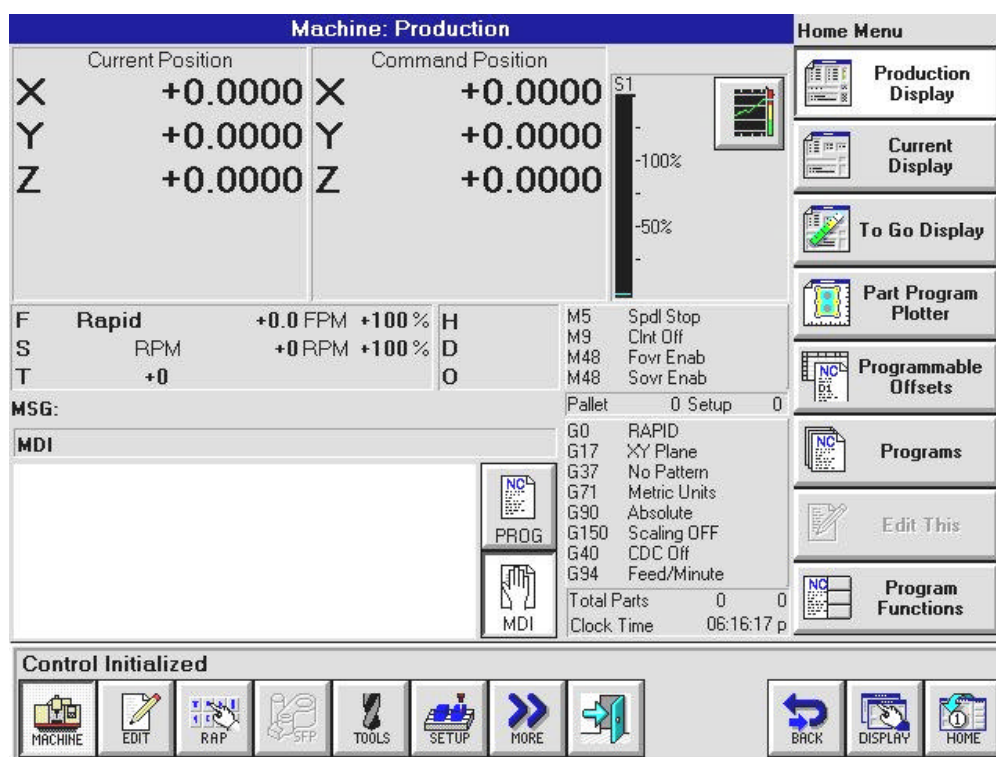 Machine: Production
Home Menu
Current Position
Command Position
X +0.0000 X +0.0000
Y +0.0000 Y +0.0000
Z +0.0000 Z +0.0000
S1
-100%
-50%
F Rapid +0.0 FPM +100 % H
S RPM +0 RPM +100 % D
T +0 O
MSG:
MDI
PROG
MDI
M5 Spdl Stop
M9 Clnt Off
M48 Fovr Enab
M48 Sovr Enab
Pallet 0 Setup 0
G0 RAPID
G17 XY Plane
G37 No Pattern
G71 Metric Units
G90 Absolute
G150 Scaling OFF
G40 CDC Off
G94 Feed/Minute
Total Parts 0 0
Clock Time 06:16:17 p
Production
Display
Current
Display
To Go Display
Part Program
Plotter
NC
D1
Programmable
Offsets
NC
Programs
Edit This
NC
Program
Functions
Control Initialized
MACHINE
EDIT
RAP
SFP
TOOLS
SETUP
MORE
BACK
DISPLAY
1
HOME